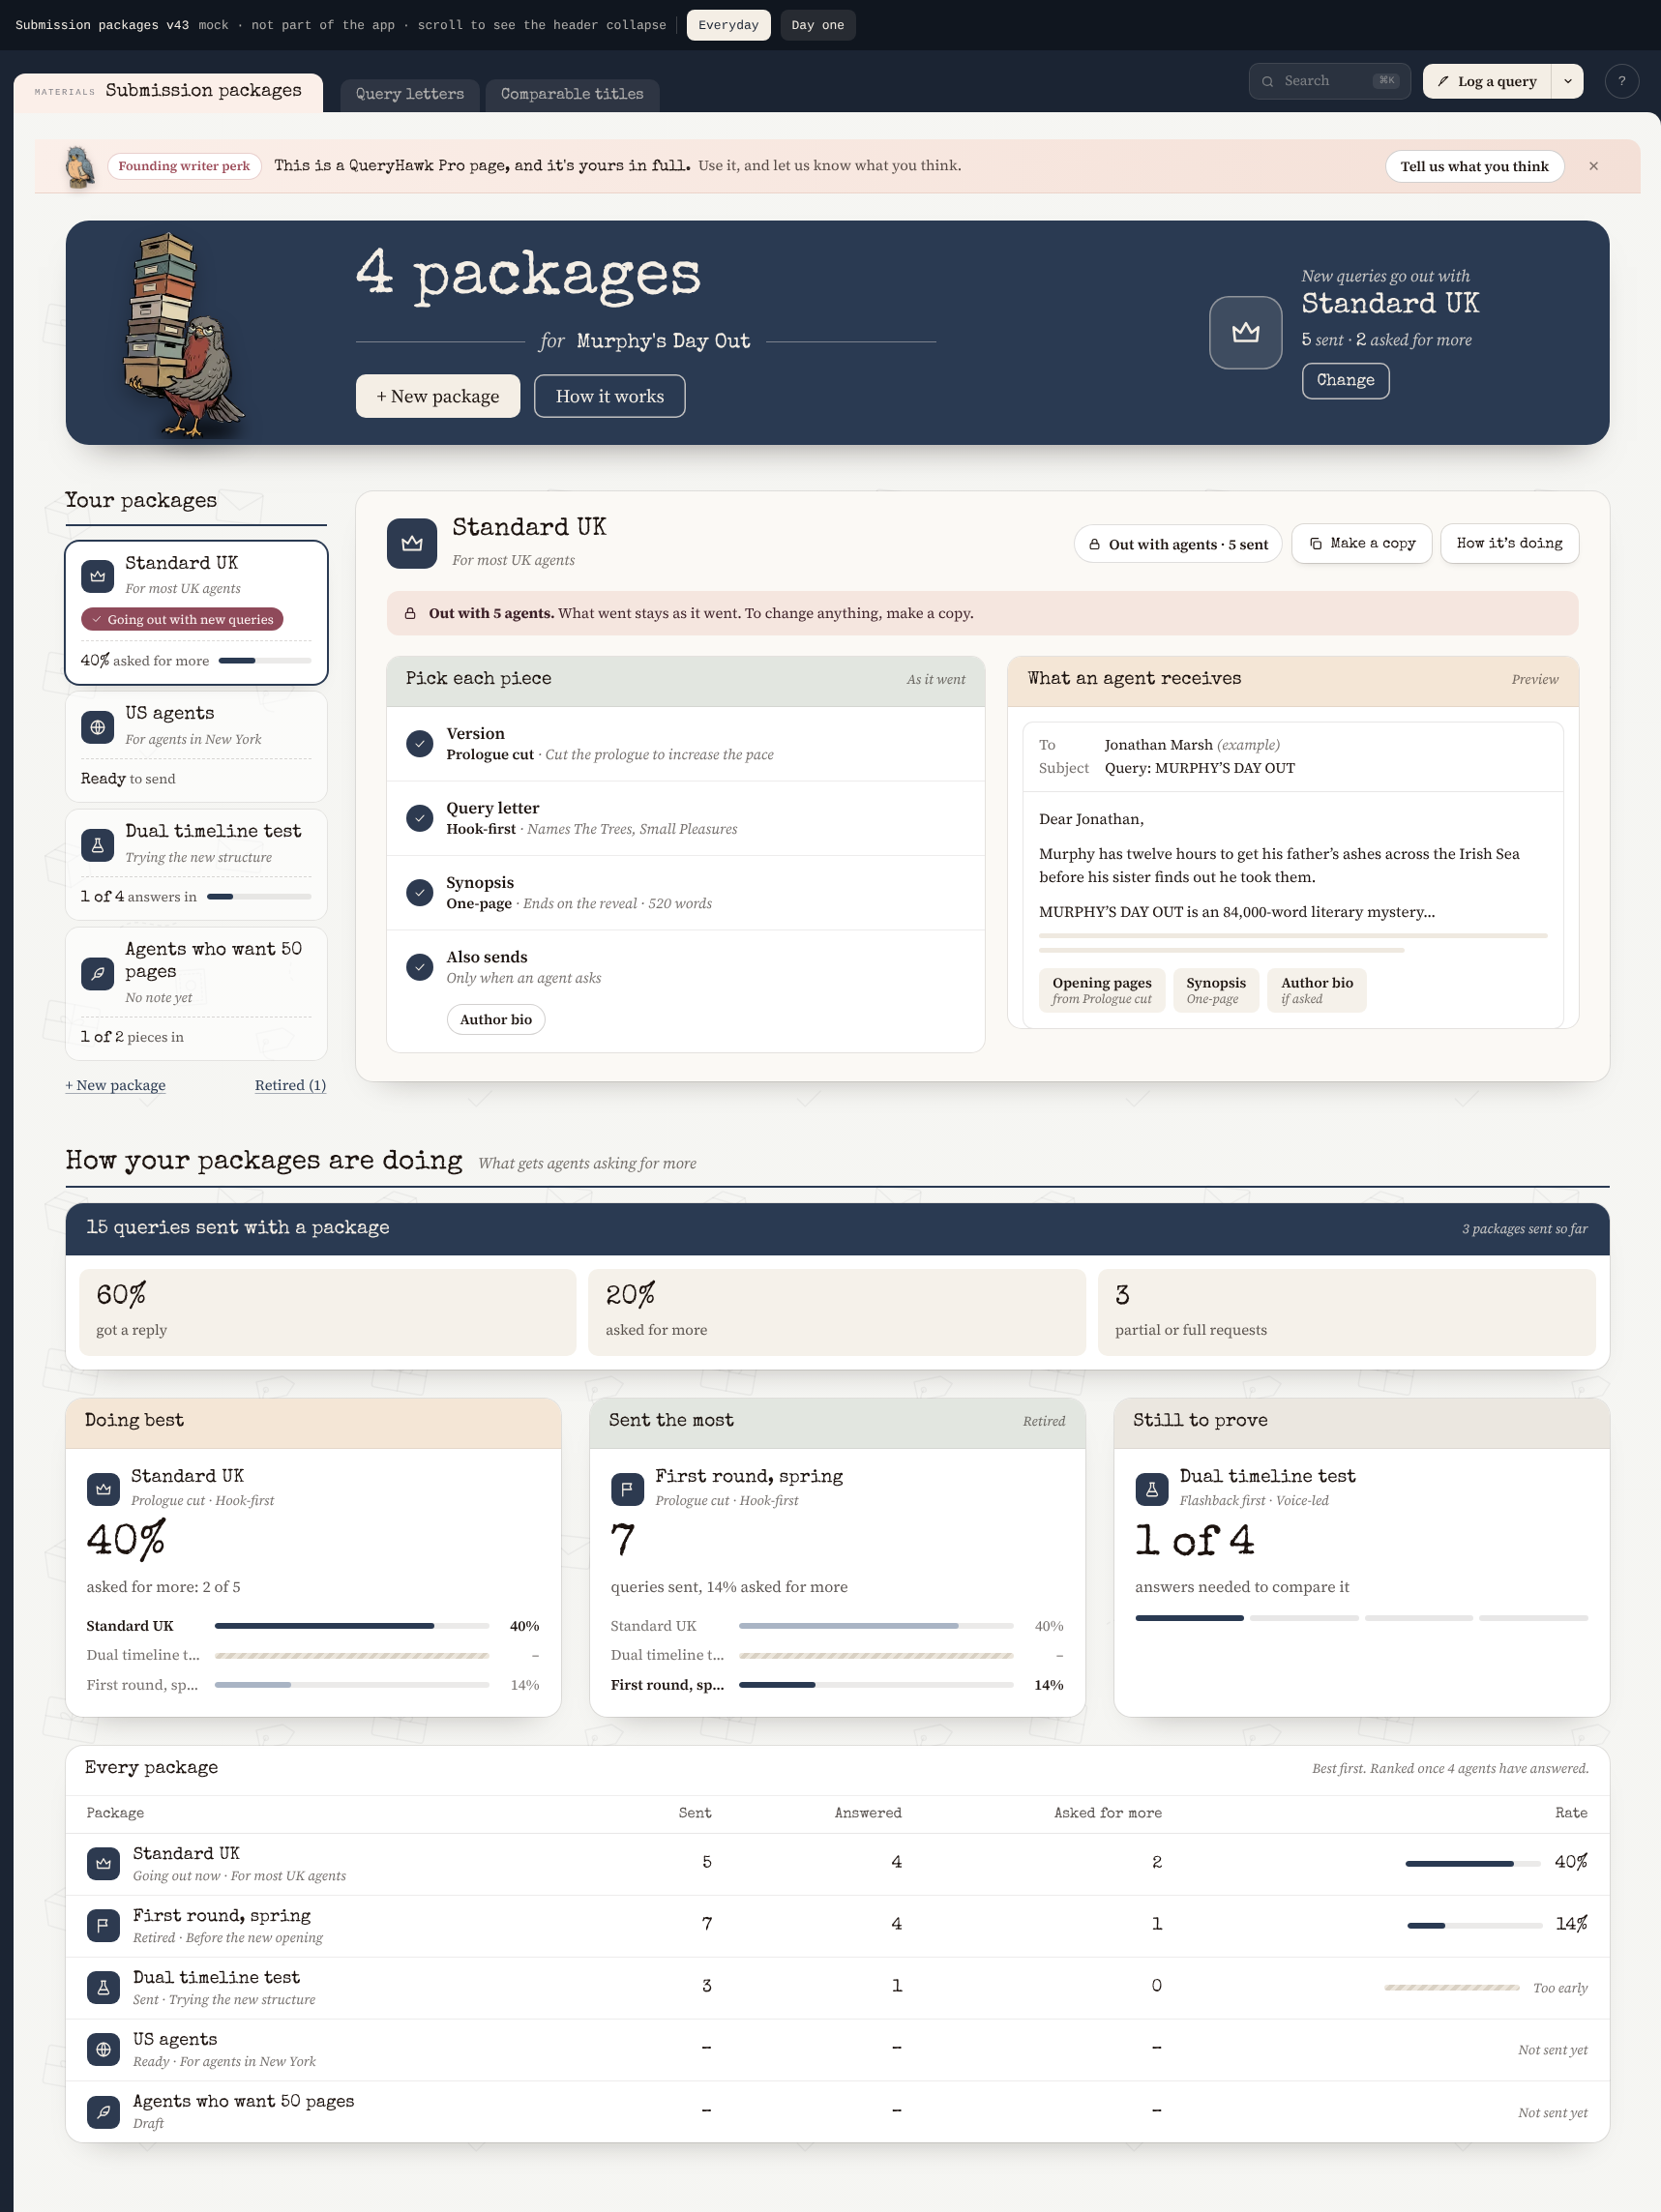 Submission packages v43 mock · not part of the app · scroll to see the header collapse Everyday Day one
MATERIALS Submission packages Query letters Comparable titles Search ⌘K Log a query ?
Founding writer perk This is a QueryHawk Pro page, and it's yours in full. Use it, and let us know what you think. Tell us what you think ×
4 packages
for Murphy's Day Out
+ New package How it works
New queries go out with
Standard UK
5 sent · 2 asked for more
Change
Your packages
Standard UK
For most UK agents
✓ Going out with new queries
40% asked for more
US agents
For agents in New York
Ready to send
Dual timeline test
Trying the new structure
1 of 4 answers in
Agents who want 50
pages
No note yet
1 of 2 pieces in
+ New package Retired (1)
Standard UK
For most UK agents
Out with agents · 5 sent Make a copy How it’s doing
Out with 5 agents. What went stays as it went. To change anything, make a copy.
Pick each piece As it went
Version
Prologue cut · Cut the prologue to increase the pace
Query letter
Hook-first · Names The Trees, Small Pleasures
Synopsis
One-page · Ends on the reveal · 520 words
Also sends
Only when an agent asks
Author bio
What an agent receives Preview
To Jonathan Marsh (example)
Subject Query: MURPHY’S DAY OUT
Dear Jonathan,
Murphy has twelve hours to get his father’s ashes across the Irish Sea
before his sister finds out he took them.
MURPHY’S DAY OUT is an 84,000-word literary mystery…
Opening pages Synopsis Author bio
from Prologue cut One-page if asked
How your packages are doing What gets agents asking for more
15 queries sent with a package 3 packages sent so far
60% 20% 3
got a reply asked for more partial or full requests
Doing best
Standard UK
Prologue cut · Hook-first
40%
asked for more: 2 of 5
Standard UK 40%
Dual timeline t… –
First round, sp… 14%
Sent the most Retired
First round, spring
Prologue cut · Hook-first
7
queries sent, 14% asked for more
Standard UK 40%
Dual timeline t… –
First round, sp… 14%
Still to prove
Dual timeline test
Flashback first · Voice-led
1 of 4
answers needed to compare it
Every package Best first. Ranked once 4 agents have answered.
Package Sent Answered Asked for more Rate
Standard UK 5 4 2 40%
Going out now · For most UK agents
First round, spring 7 4 1 14%
Retired · Before the new opening
Dual timeline test 3 1 0 Too early
Sent · Trying the new structure
US agents – – – Not sent yet
Ready · For agents in New York
Agents who want 50 pages – – – Not sent yet
Draft